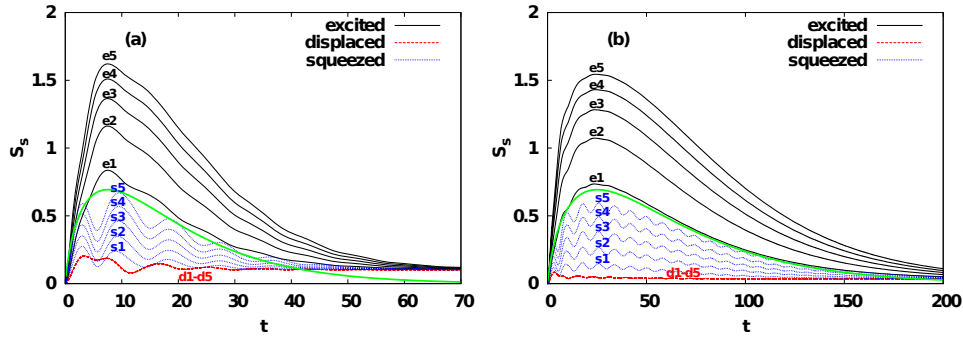 2
1.5
1
0.5
0
S_s
(a)
excited
displaced
squeezed
e5
e4
e3
e2
e1
s5
s4
s3
s2
s1
d1-d5
0 10 20 30 40 50 60 70
t
2
1.5
1
0.5
0
S_s
(b)
excited
displaced
squeezed
e5
e4
e3
e2
e1
s5
s4
s3
s2
s1
d1-d5
0 50 100 150 200
t